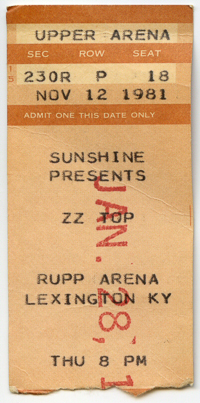 UPPER ARENA
SEC ROW SEAT
230R P 18
NOV 12 1981
ADMIT ONE THIS DATE ONLY
SUNSHINE
PRESENTS
ZZ TOP
RUPP ARENA
LEXINGTON KY
THU 8 PM
JAN. 28, 1